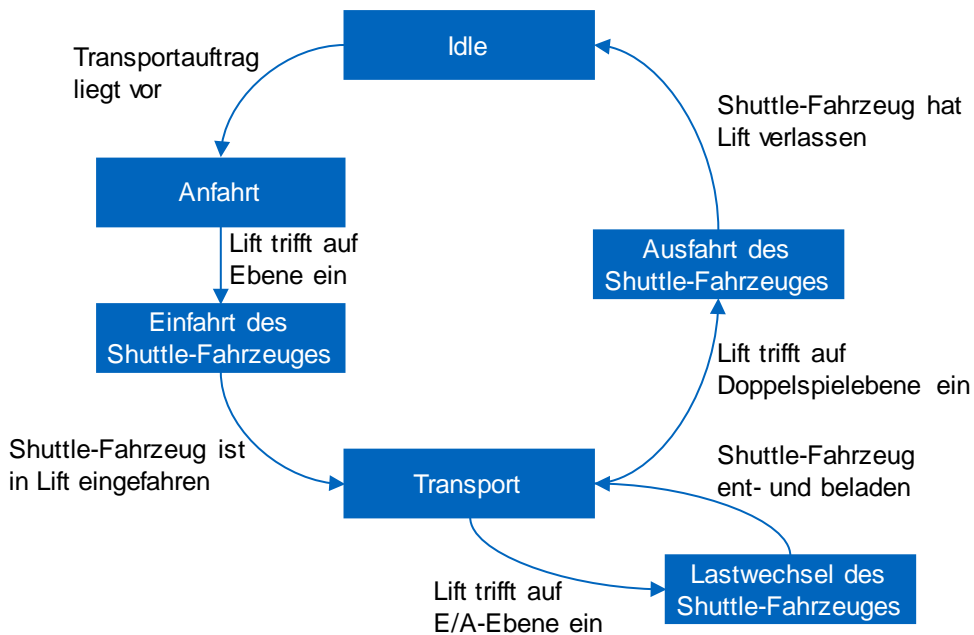 Idle
Transportauftrag
liegt vor
Shuttle-Fahrzeug hat
Lift verlassen
Anfahrt
Lift trifft auf
Ebene ein
Ausfahrt des
Shuttle-Fahrzeuges
Einfahrt des
Shuttle-Fahrzeuges
Lift trifft auf
Doppelspielebene ein
Shuttle-Fahrzeug ist
in Lift eingefahren
Transport
Shuttle-Fahrzeug
ent- und beladen
Lift trifft auf
E/A-Ebene ein
Lastwechsel des
Shuttle-Fahrzeuges